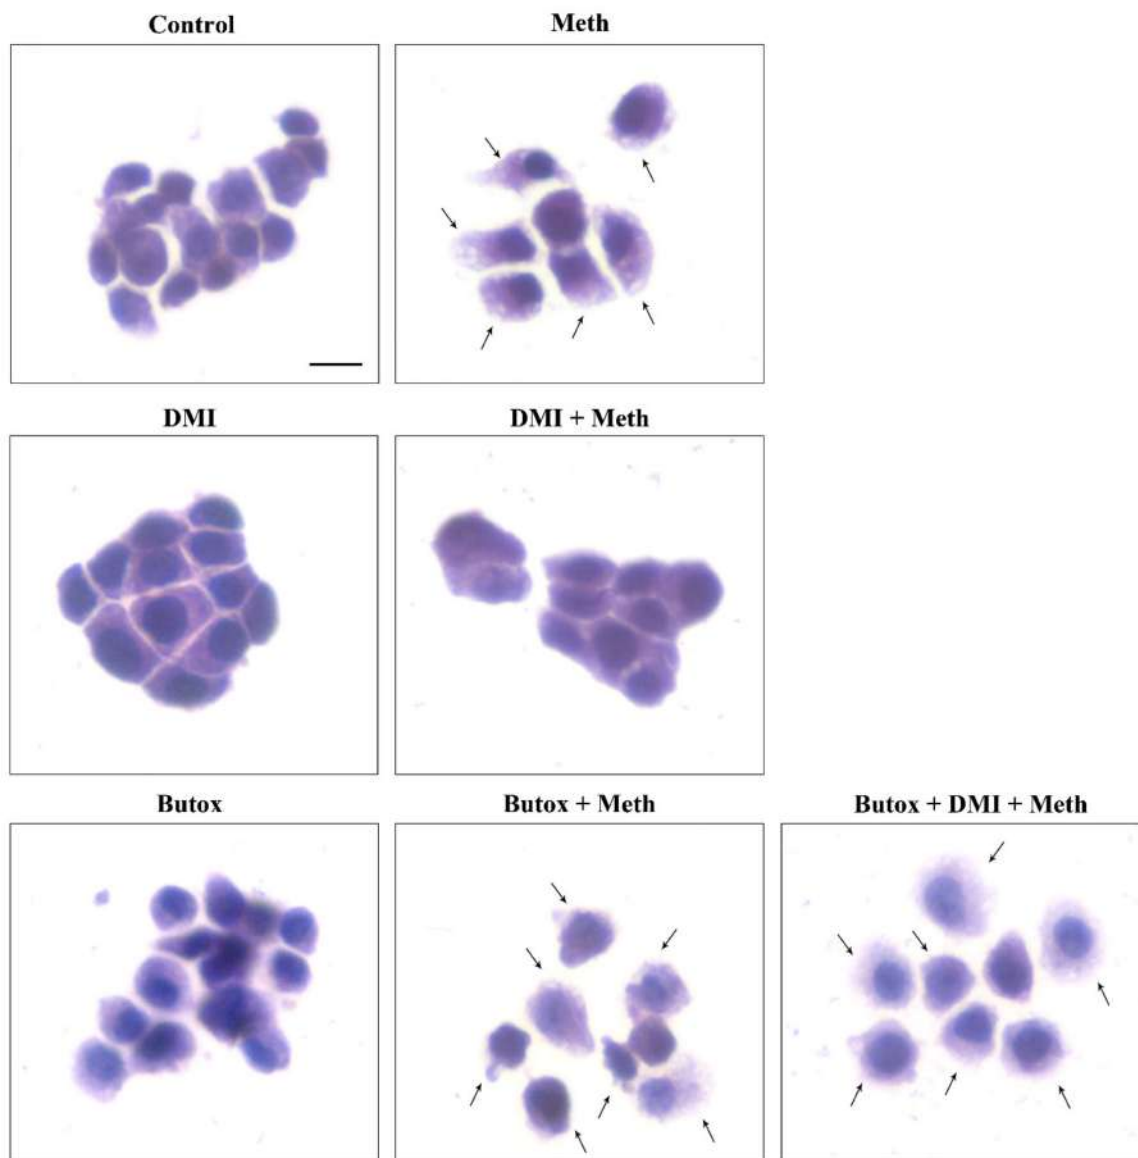 Control
Meth
DMI
DMI + Meth
Butox
Butox + Meth
Butox + DMI + Meth